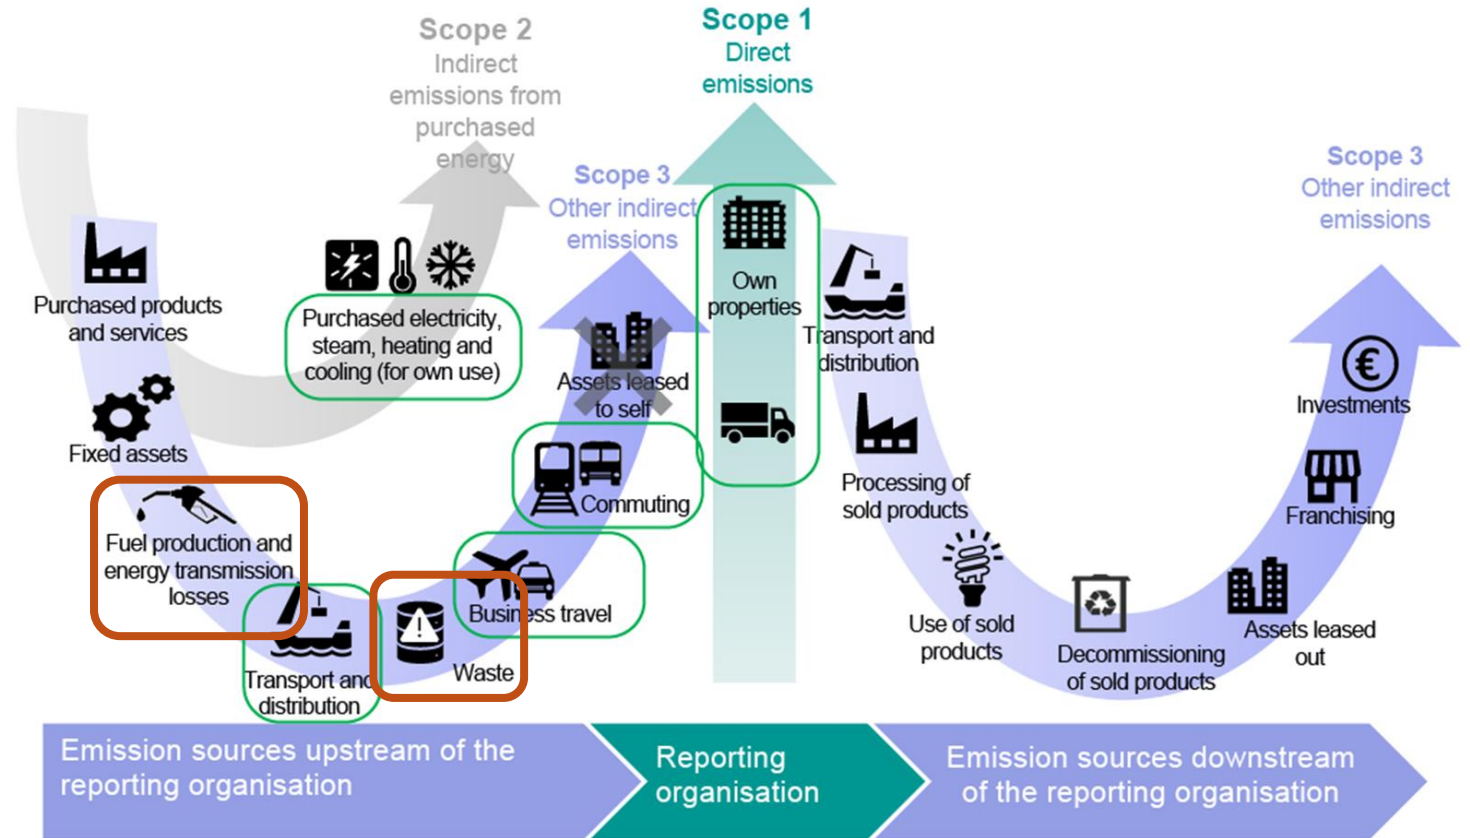 Scope 2
Indirect
emissions from
purchased
energy
Scope 1
Direct
emissions
Scope 3
Other indirect
emissions
Scope 3
Other indirect
emissions
Purchased products
and services
Fixed assets
Fuel production and
energy transmission
losses
Transport and
distribution
Waste
Business travel
Commuting
Assets leased
to self
Purchased electricity,
steam, heating and
cooling (for own use)
Own
properties
Transport and
distribution
Processing of
sold products
Use of sold
products
Decommissioning
of sold products
Assets leased
out
Franchising
€
Investments
Emission sources upstream of the
reporting organisation
Reporting
organisation
Emission sources downstream
of the reporting organisation